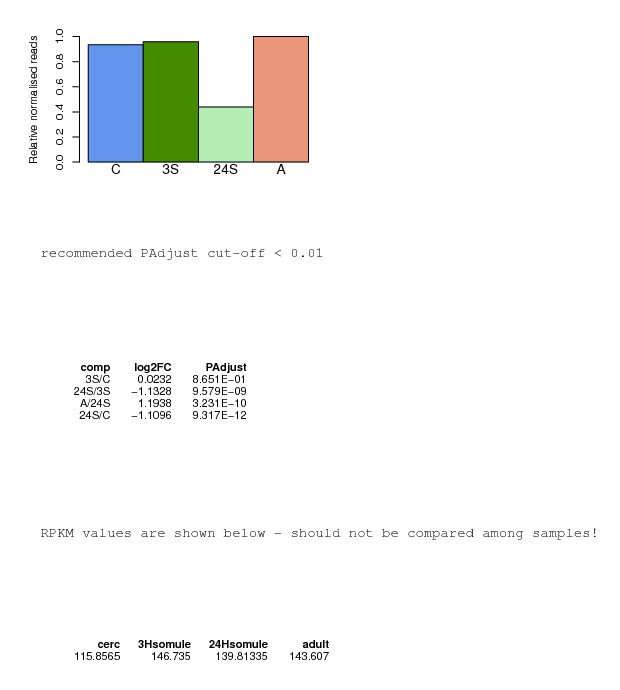 Relative normalised reads
1.0
0.8
0.6
0.4
0.2
0.0
C 3S 24S A
recommended PAdjust cut-off < 0.01
comp log2FC PAdjust
3S/C 0.0232 8.651E−01
24S/3S −1.1328 9.579E−09
A/24S 1.1938 3.231E−10
24S/C −1.1096 9.317E−12
RPKM values are shown below - should not be compared among samples!
cerc 3Hsomule 24Hsomule adult
115.8565 146.735 139.81335 143.607